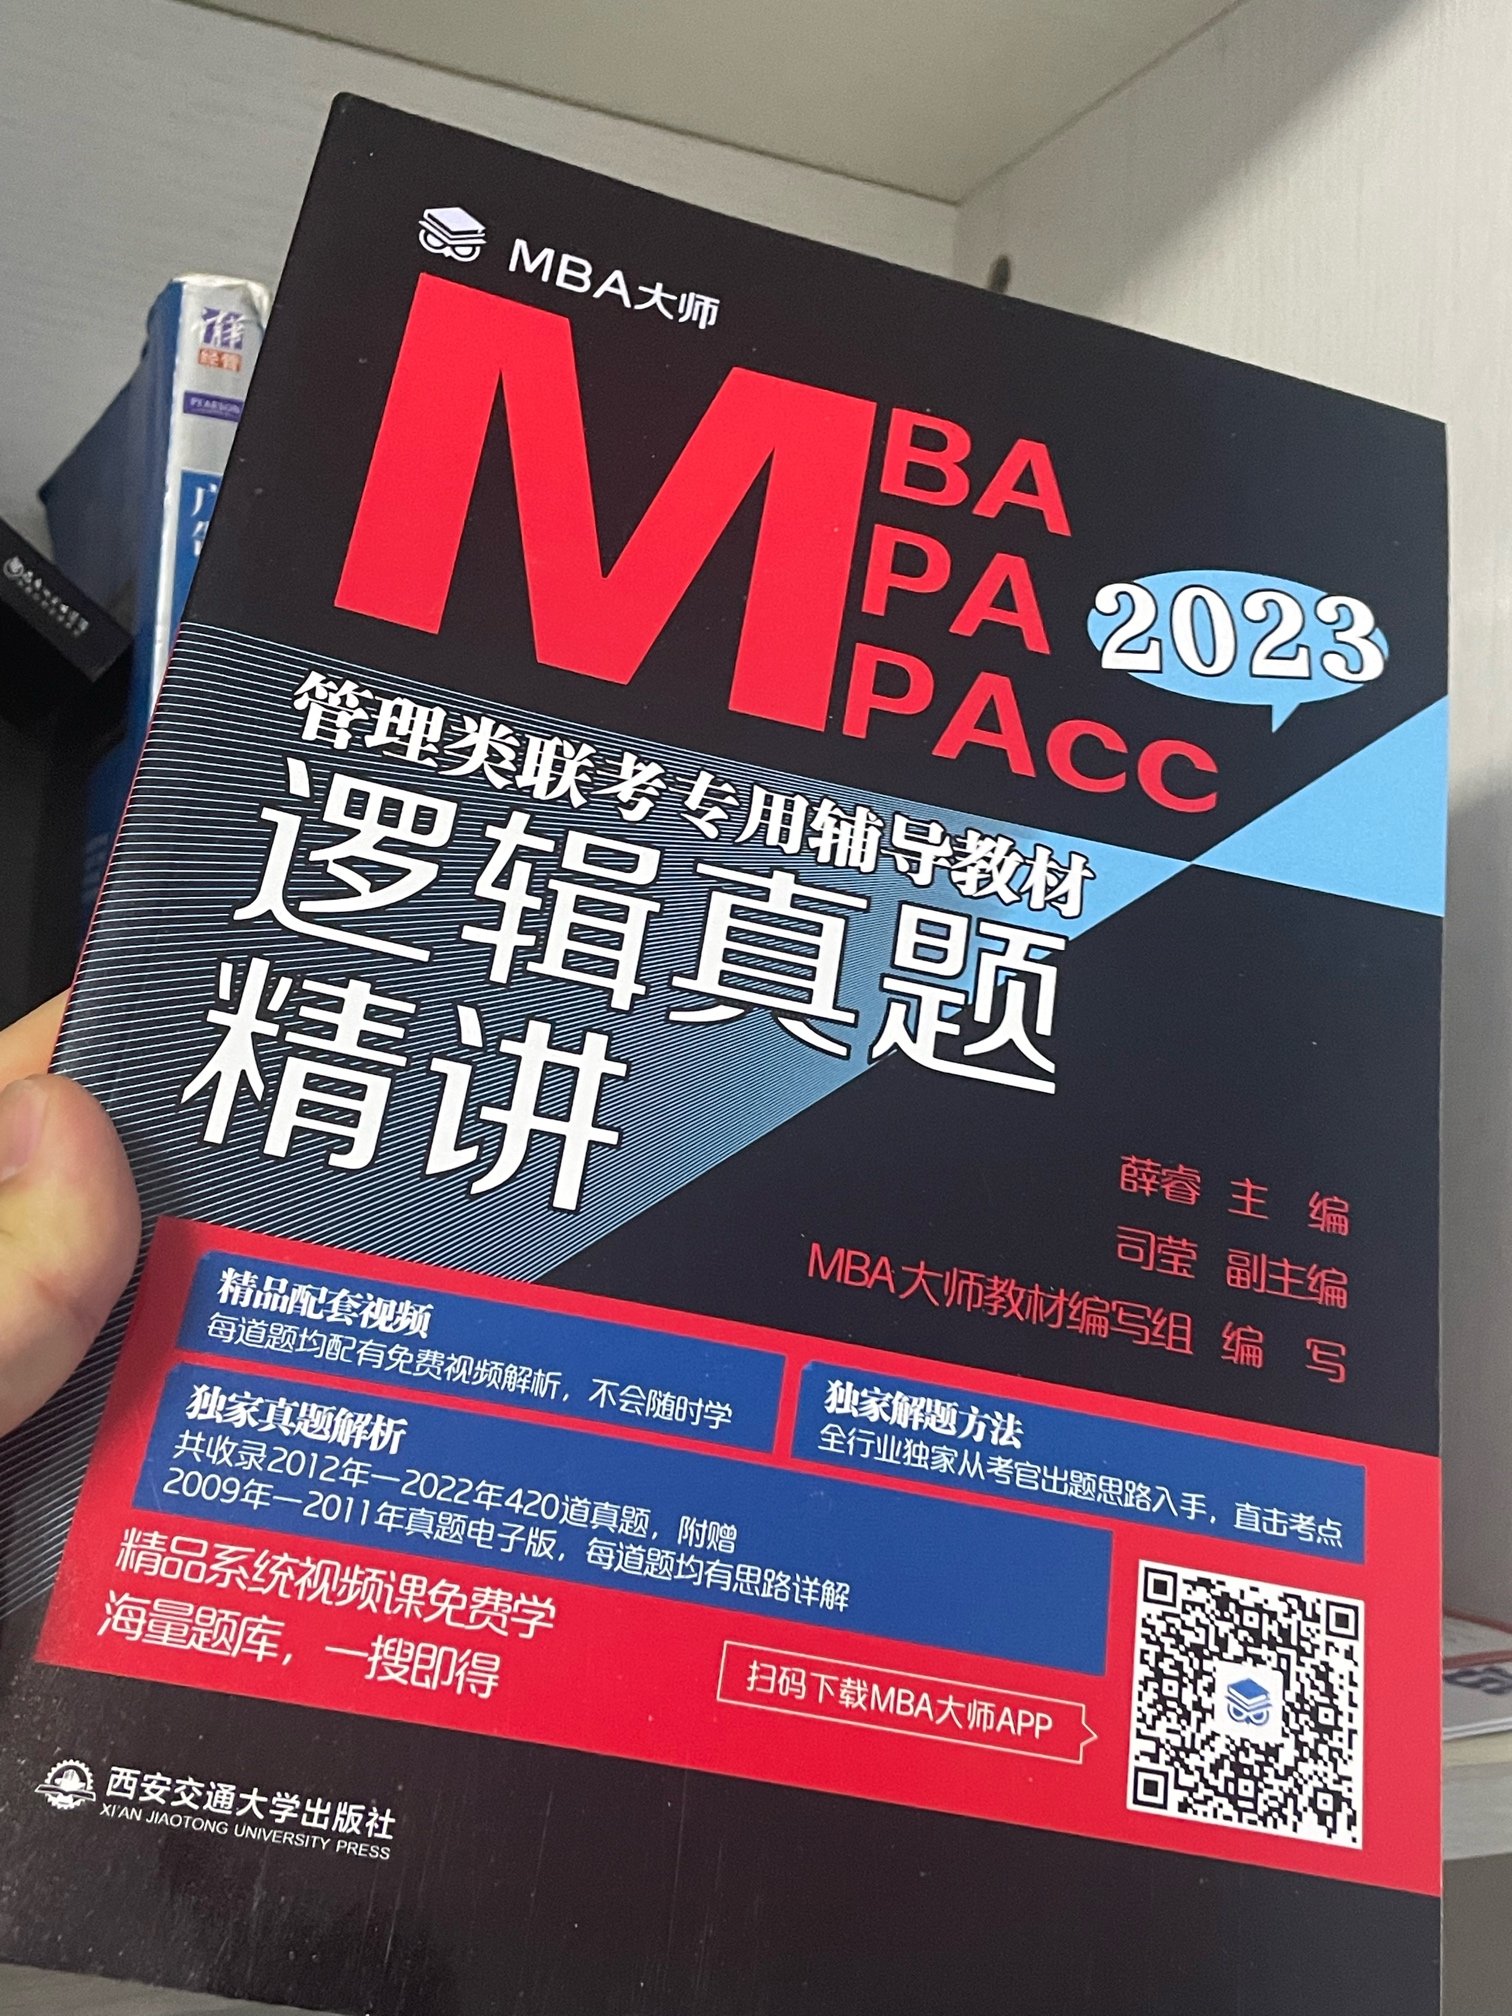 MBA大师
MBA
MPA
MPACC
2023
管理类联考专用辅导教材
逻辑真题
精讲
薛睿 主 编
司莹 副主编
MBA大师教材编写组 编 写
精品配套视频
每道题均配有免费视频解析，不会随时学
独家解题方法
全行业独家从考官出题思路入手，直击考点
独家真题解析
共收录2012年—2022年420道真题，附赠
2009年—2011年真题电子版，每道题均有思路详解
精品系统视频课免费学
海量题库，一搜即得
扫码下载MBA大师APP
西安交通大学出版社
XI'AN JIAOTONG UNIVERSITY PRESS
经管
PEARSON